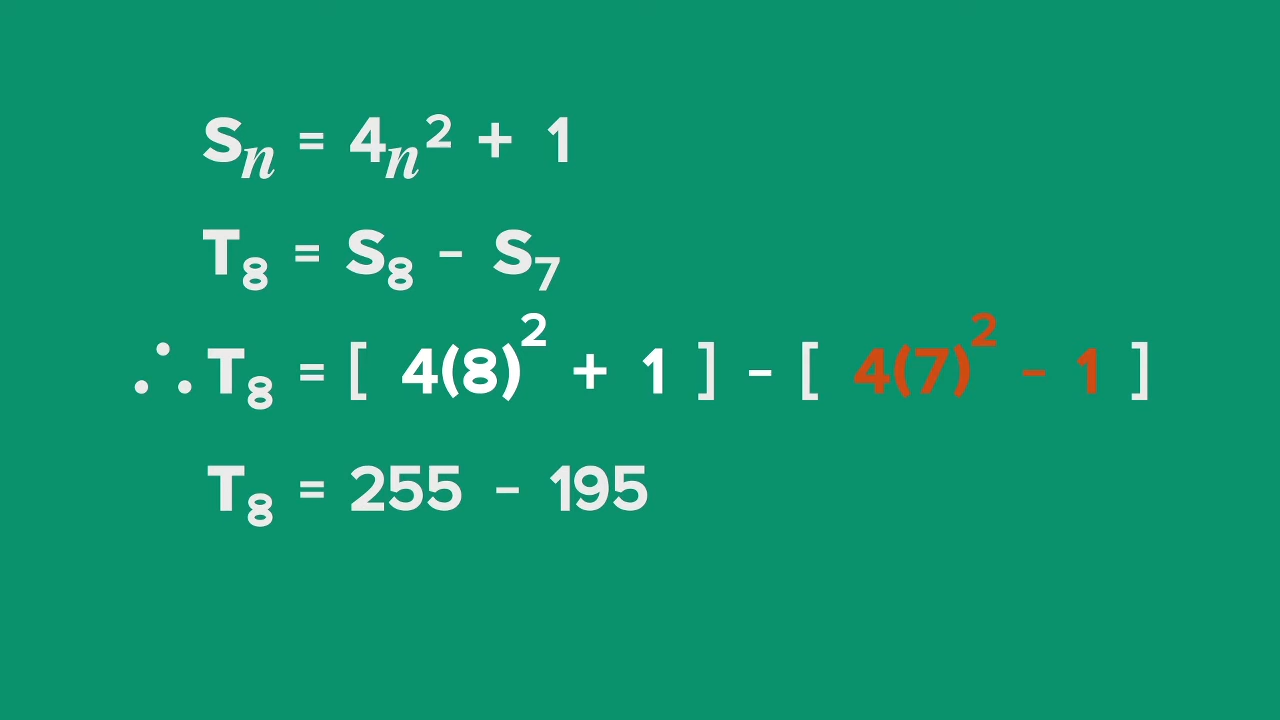 Sₙ = 4ₙ² + 1
T₈ = S₈ - S₇
∴ T₈ = [ 4(8)² + 1 ] - [ 4(7)² - 1 ]
T₈ = 255 - 195